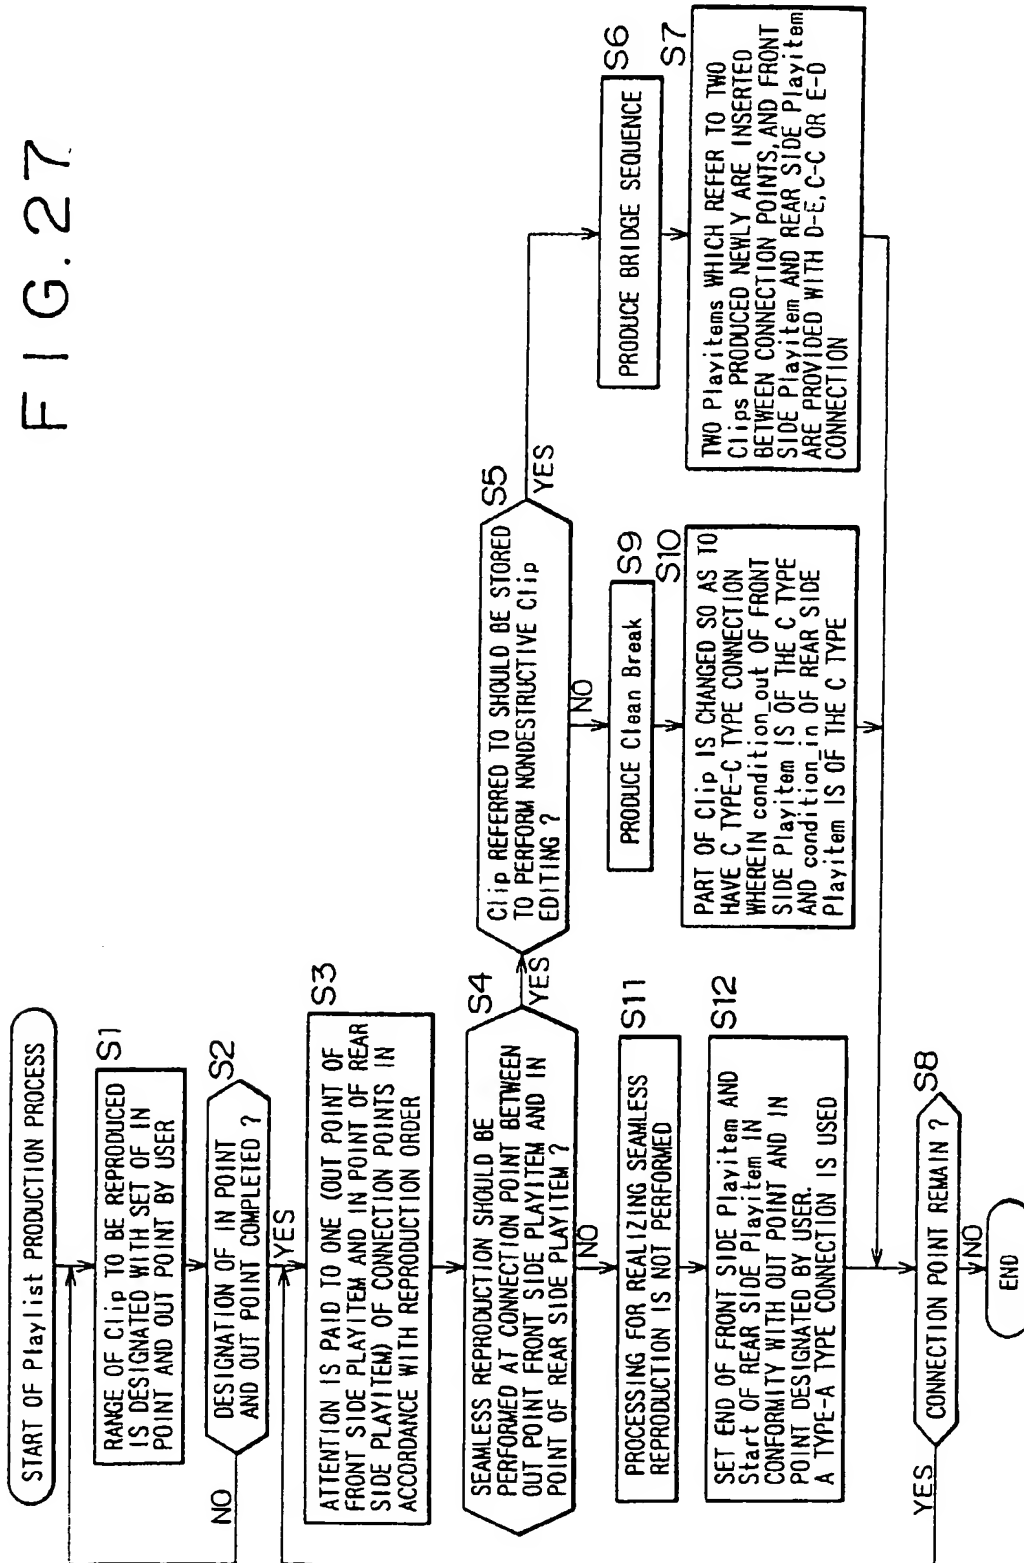 FIG.27
START OF Playlist PRODUCTION PROCESS
S1
RANGE OF Clip TO BE REPRODUCED
IS DESIGNATED WITH SET OF IN
POINT AND OUT POINT BY USER
S2
DESIGNATION OF IN POINT
AND OUT POINT COMPLETED ?
NO
YES
S3
ATTENTION IS PAID TO ONE (OUT POINT OF
FRONT SIDE PLAYITEM AND IN POINT OF REAR
SIDE PLAYITEM) OF CONNECTION POINTS IN
ACCORDANCE WITH REPRODUCTION ORDER
S4
SEAMLESS REPRODUCTION SHOULD BE
PERFORMED AT CONNECTION POINT BETWEEN
OUT POINT FRONT SIDE PLAYITEM AND IN
POINT OF REAR SIDE PLAYITEM ?
YES
NO
S5
Clip REFERRED TO SHOULD BE STORED
TO PERFORM NONDESTRUCTIVE Clip
EDITING ?
YES
NO
S6
PRODUCE BRIDGE SEQUENCE
S7
TWO Playitems WHICH REFER TO TWO
Clips PRODUCED NEWLY ARE INSERTED
BETWEEN CONNECTION POINTS, AND FRONT
SIDE Playitem AND REAR SIDE Playitem
ARE PROVIDED WITH D-E, C-C OR E-D
CONNECTION
S9
PRODUCE Clean Break
S10
PART OF Clip IS CHANGED SO AS TO
HAVE C TYPE-C TYPE CONNECTION
WHEREIN condition_out OF FRONT
SIDE Playitem IS OF THE C TYPE
AND condition_in OF REAR SIDE
Playitem IS OF THE C TYPE
S11
PROCESSING FOR REALIZING SEAMLESS
REPRODUCTION IS NOT PERFORMED
S12
SET END OF FRONT SIDE Playitem AND
Start OF REAR SIDE Playitem IN
CONFORMITY WITH OUT POINT AND IN
POINT DESIGNATED BY USER.
A TYPE-A TYPE CONNECTION IS USED
S8
CONNECTION POINT REMAIN ?
YES
NO
END